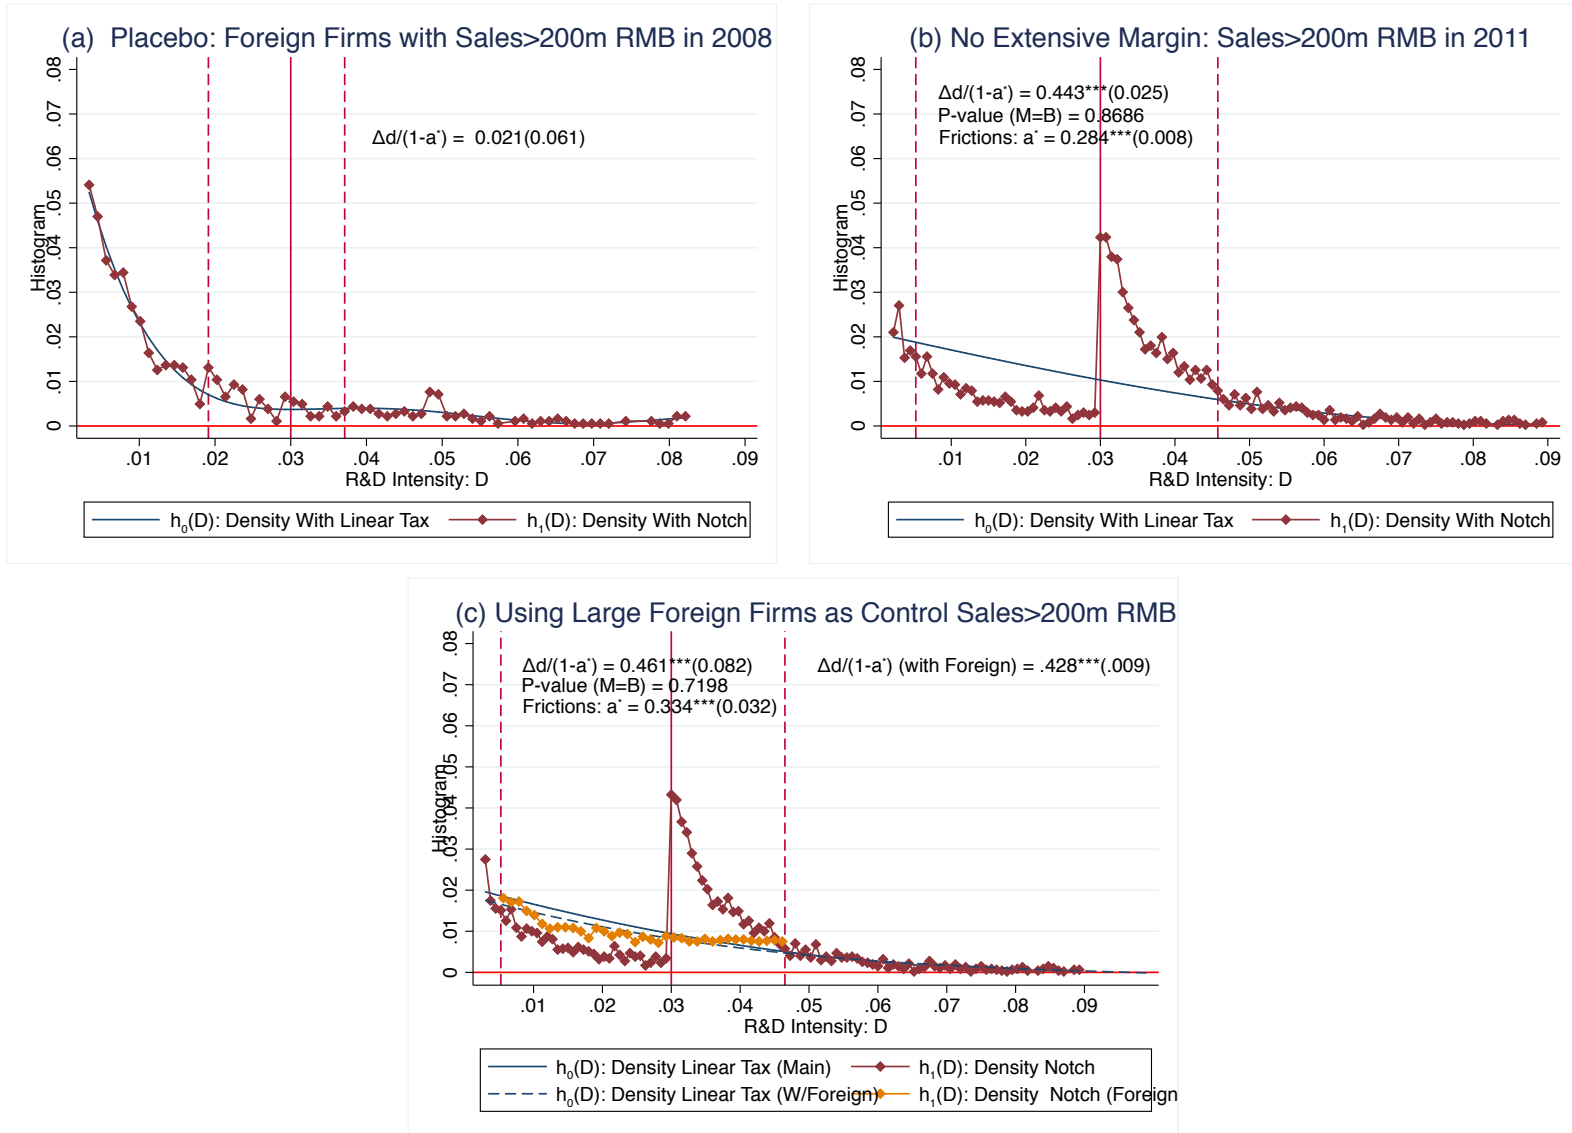 (a) Placebo: Foreign Firms with Sales>200m RMB in 2008
Δd/(1-a*) = 0.021(0.061)
Histogram
0 .01 .02 .03 .04 .05 .06 .07 .08
.01 .02 .03 .04 .05 .06 .07 .08 .09
R&D Intensity: D
h0(D): Density With Linear Tax
h1(D): Density With Notch
(b) No Extensive Margin: Sales>200m RMB in 2011
Δd/(1-a*) = 0.443***(0.025)
P-value (M=B) = 0.8686
Frictions: a* = 0.284***(0.008)
Histogram
0 .01 .02 .03 .04 .05 .06 .07 .08
.01 .02 .03 .04 .05 .06 .07 .08 .09
R&D Intensity: D
h0(D): Density With Linear Tax
h1(D): Density With Notch
(c) Using Large Foreign Firms as Control Sales>200m RMB
Δd/(1-a*) = 0.461***(0.082)
P-value (M=B) = 0.7198
Frictions: a* = 0.334***(0.032)
Δd/(1-a*) (with Foreign) = .428***(.009)
Histogram
0 .01 .02 .03 .04 .05 .06 .07 .08
.01 .02 .03 .04 .05 .06 .07 .08 .09
R&D Intensity: D
h0(D): Density Linear Tax (Main)
h1(D): Density Notch
h0(D): Density Linear Tax (W/Foreign)
h1(D): Density Notch (Foreign